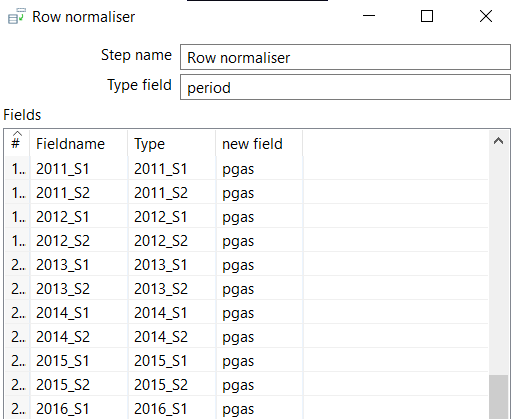 Row normaliser
Step name Row normaliser
Type field period
Fields
# Fieldname Type new field
1.. 2011_S1 2011_S1 pgas
1.. 2011_S2 2011_S2 pgas
1.. 2012_S1 2012_S1 pgas
1.. 2012_S2 2012_S2 pgas
2.. 2013_S1 2013_S1 pgas
2.. 2013_S2 2013_S2 pgas
2.. 2014_S1 2014_S1 pgas
2.. 2014_S2 2014_S2 pgas
2.. 2015_S1 2015_S1 pgas
2.. 2015_S2 2015_S2 pgas
2.. 2016_S1 2016_S1 pgas